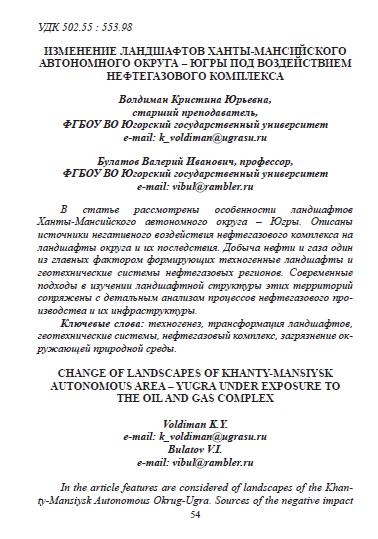 УДК 502.55 : 553.98
ИЗМЕНЕНИЕ ЛАНДШАФТОВ ХАНТЫ-МАНСИЙСКОГО
АВТОНОМНОГО ОКРУГА – ЮГРЫ ПОД ВОЗДЕЙСТВИЕМ
НЕФТЕГАЗОВОГО КОМПЛЕКСА
Волдиман Кристина Юрьевна,
старший преподаватель,
ФГБОУ ВО Югорский государственный университет
e-mail: k_voldiman@ugrasu.ru
Булатов Валерий Иванович, профессор,
ФГБОУ ВО Югорский государственный университет
e-mail: vibul@rambler.ru
В статье рассмотрены особенности ландшафтов
Ханты-Мансийского автономного округа – Югры. Описаны
источники негативного воздействия нефтегазового комплекса на
ландшафты округа и их последствия. Добыча нефти и газа один
из главных фактором формирующих техногенные ландшафты и
геотехнические системы нефтегазовых регионов. Современные
подходы в изучении ландшафтной структуры этих территорий
сопряжены с детальным анализом процессов нефтегазового про-
изводства и их инфраструктуры.
Ключевые слова: техногенез, трансформация ландшафтов,
геотехнические системы, нефтегазовый комплекс, загрязнение ок-
ружающей природной среды.
CHANGE OF LANDSCAPES OF KHANTY-MANSIYSK
AUTONOMOUS AREA – YUGRA UNDER EXPOSURE TO
THE OIL AND GAS COMPLEX
Voldiman K.Y.
e-mail: k_voldiman@ugrasu.ru
Bulatov V.I.
e-mail: vibul@rambler.ru
In the article features are considered of landscapes of the Khan-
ty-Mansiysk Autonomous Okrug-Ugra. Sources of the negative impact
54